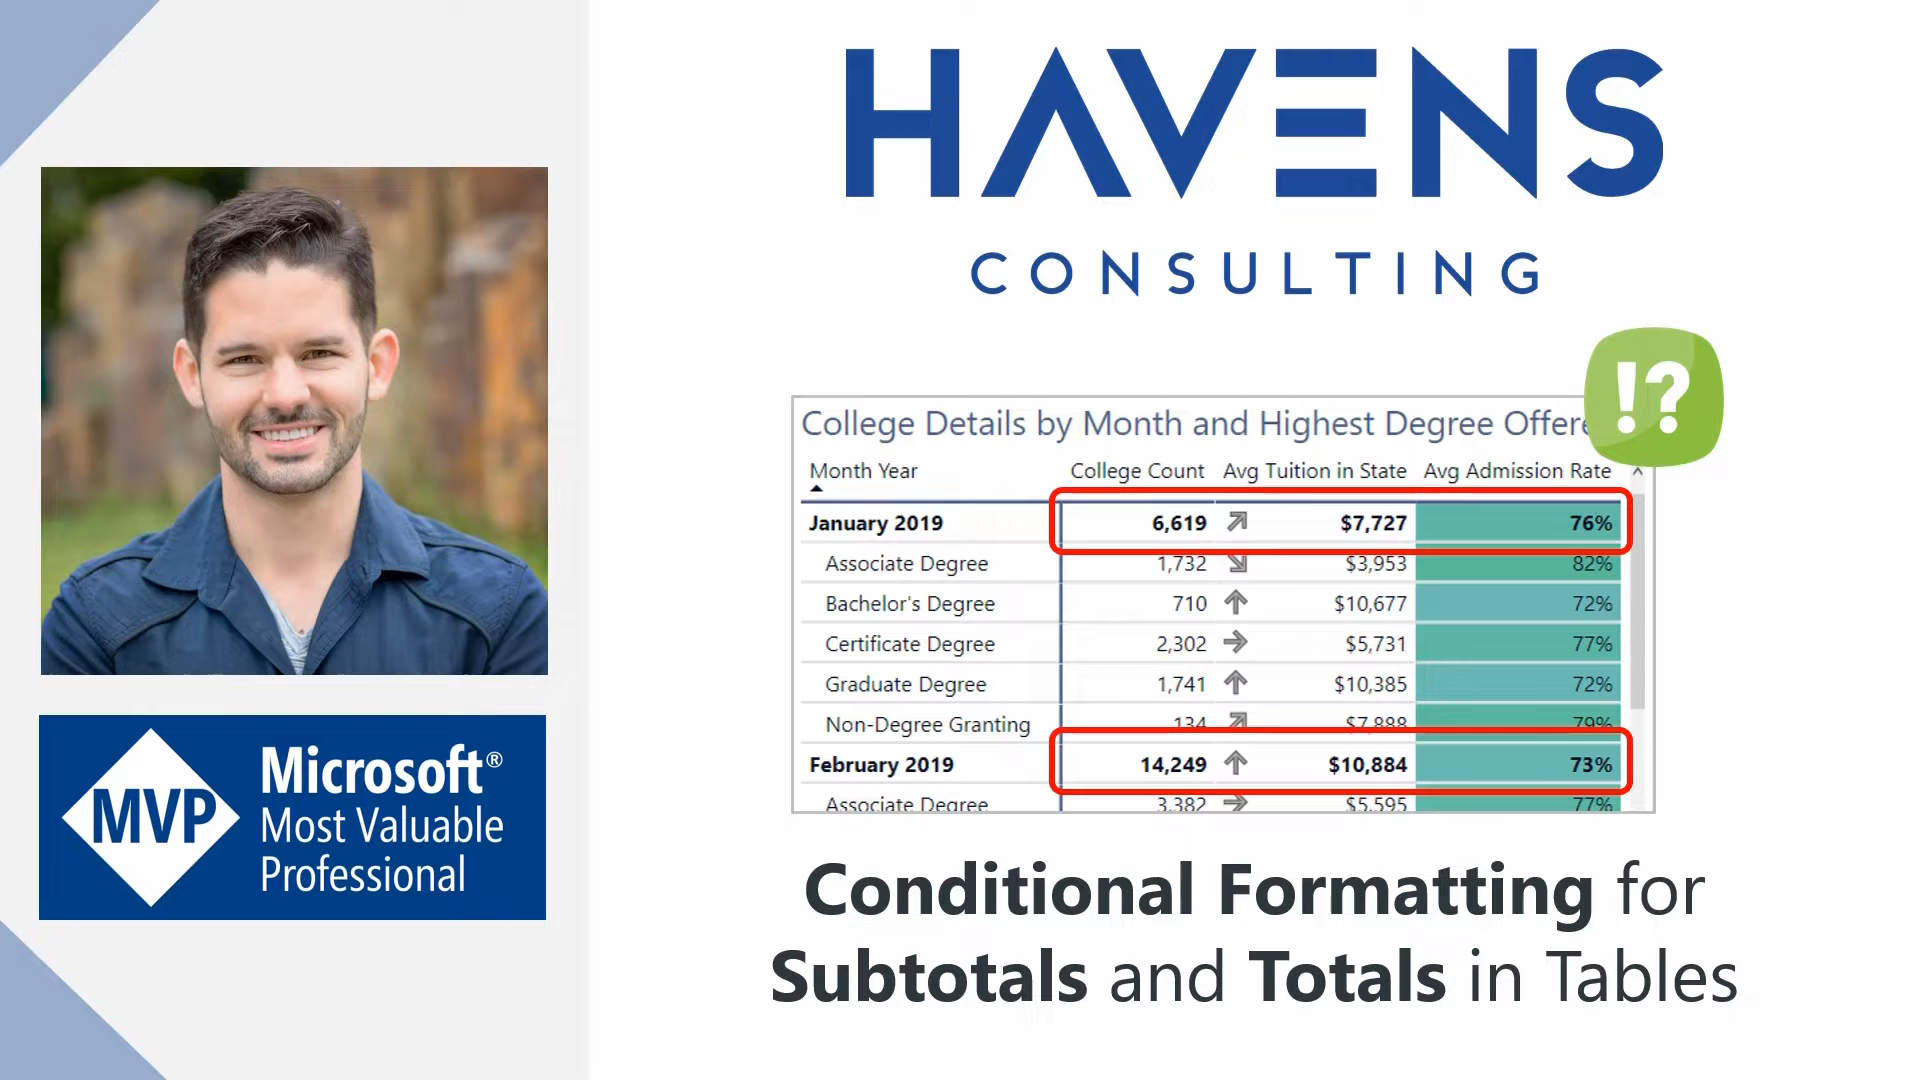 HAVENS
CONSULTING
!?
College Details by Month and Highest Degree Offere
Month Year College Count Avg Tuition in State Avg Admission Rate
January 2019 6,619 $7,727 76%
Associate Degree 1,732 $3,953 82%
Bachelor's Degree 710 $10,677 72%
Certificate Degree 2,302 $5,731 77%
Graduate Degree 1,741 $10,385 72%
Non-Degree Granting 134 $7,888 79%
February 2019 14,249 $10,884 73%
Associate Degree 3,382 $5,595 77%
MVP
Microsoft®
Most Valuable
Professional
Conditional Formatting for
Subtotals and Totals in Tables